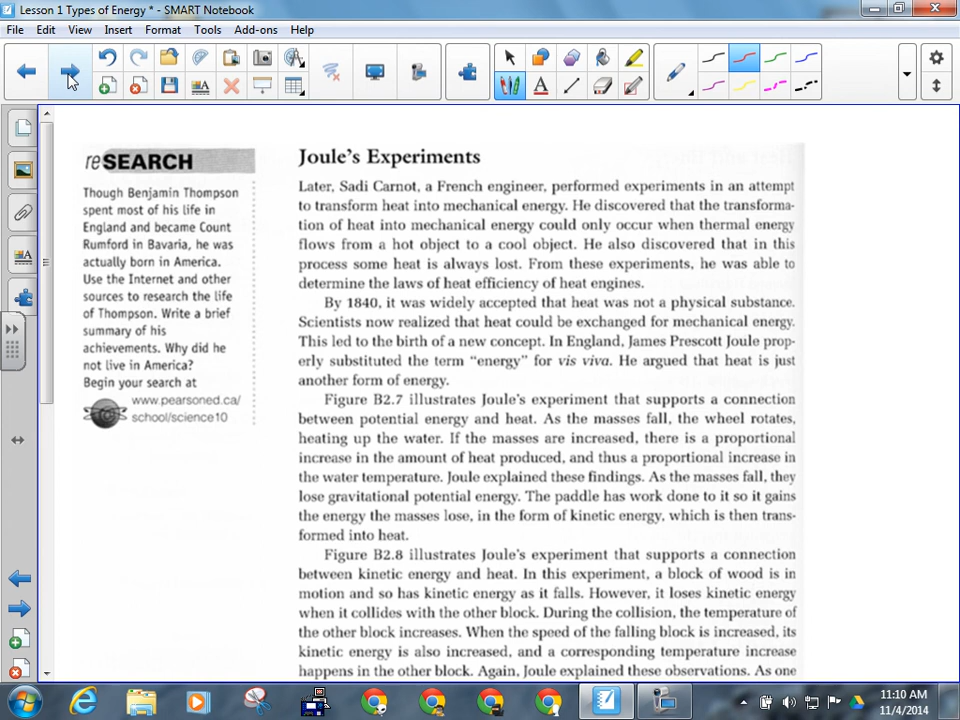 Lesson 1 Types of Energy * - SMART Notebook
File Edit View Insert Format Tools Add-ons Help
reSEARCH
Though Benjamin Thompson
spent most of his life in
England and became Count
Rumford in Bavaria, he was
actually born in America.
Use the Internet and other
sources to research the life
of Thompson. Write a brief
summary of his
achievements. Why did he
not live in America?
Begin your search at
www.pearsoned.ca/
school/science10
Joule's Experiments
Later, Sadi Carnot, a French engineer, performed experiments in an attempt
to transform heat into mechanical energy. He discovered that the transforma-
tion of heat into mechanical energy could only occur when thermal energy
flows from a hot object to a cool object. He also discovered that in this
process some heat is always lost. From these experiments, he was able to
determine the laws of heat efficiency of heat engines.
By 1840, it was widely accepted that heat was not a physical substance.
Scientists now realized that heat could be exchanged for mechanical energy.
This led to the birth of a new concept. In England, James Prescott Joule prop-
erly substituted the term "energy" for vis viva. He argued that heat is just
another form of energy.
Figure B2.7 illustrates Joule's experiment that supports a connection
between potential energy and heat. As the masses fall, the wheel rotates,
heating up the water. If the masses are increased, there is a proportional
increase in the amount of heat produced, and thus a proportional increase in
the water temperature. Joule explained these findings. As the masses fall, they
lose gravitational potential energy. The paddle has work done to it so it gains
the energy the masses lose, in the form of kinetic energy, which is then trans-
formed into heat.
Figure B2.8 illustrates Joule's experiment that supports a connection
between kinetic energy and heat. In this experiment, a block of wood is in
motion and so has kinetic energy as it falls. However, it loses kinetic energy
when it collides with the other block. During the collision, the temperature of
the other block increases. When the speed of the falling block is increased, its
kinetic energy is also increased, and a corresponding temperature increase
happens in the other block. Again, Joule explained these observations. As one
11:10 AM
11/4/2014